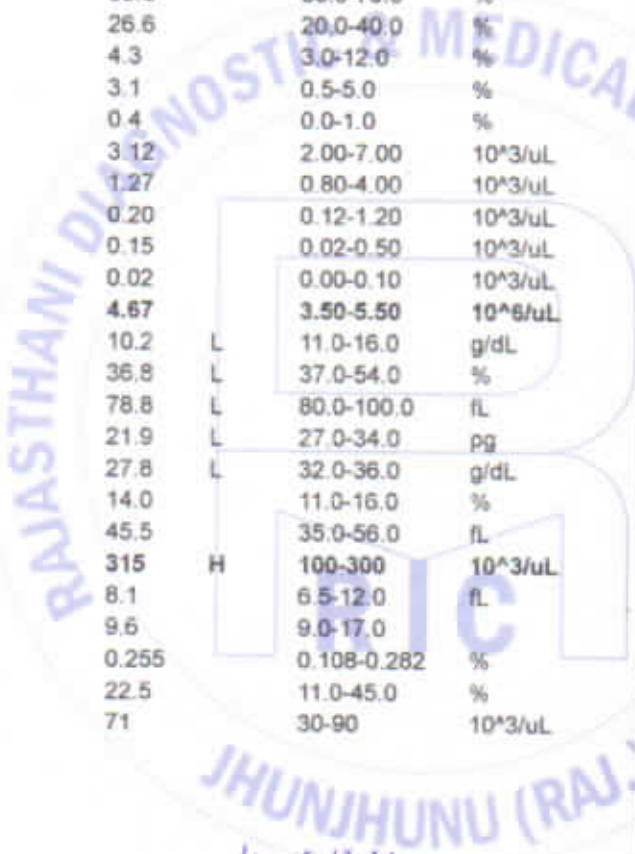 26.6 20.0-40.0 %
4.3 3.0-12.0 %
3.1 0.5-5.0 %
0.4 0.0-1.0 %
3.12 2.00-7.00 10^3/uL
1.27 0.80-4.00 10^3/uL
0.20 0.12-1.20 10^3/uL
0.15 0.02-0.50 10^3/uL
0.02 0.00-0.10 10^3/uL
4.67 3.50-5.50 10^6/uL
10.2 L 11.0-16.0 g/dL
36.8 L 37.0-54.0 %
78.8 L 80.0-100.0 fL
21.9 L 27.0-34.0 pg
27.8 L 32.0-36.0 g/dL
14.0 11.0-16.0 %
45.5 35.0-56.0 fL
315 H 100-300 10^3/uL
8.1 6.5-12.0 fL
9.6 9.0-17.0
0.255 0.108-0.282 %
22.5 11.0-45.0 %
71 30-90 10^3/uL
RAJASTHANI DIAGNOSTIC & MEDICAL
RIC
JHUNJHUNU (RAJ.)